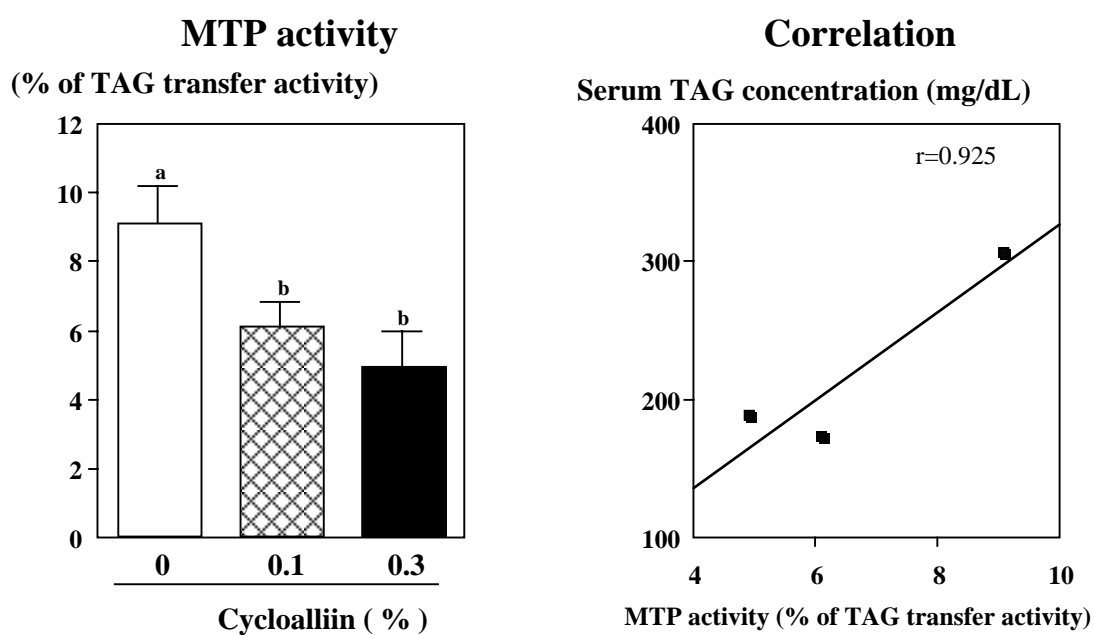 MTP activity
(% of TAG transfer activity)
12
10
8
6
4
2
0
a
b
b
0 0.1 0.3
Cycloalliin ( % )
Correlation
Serum TAG concentration (mg/dL)
400
300
200
100
r=0.925
4 6 8 10
MTP activity (% of TAG transfer activity)